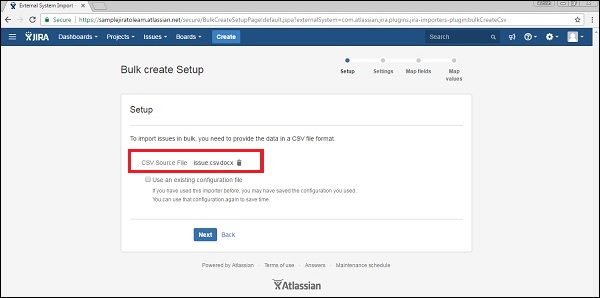 External System Import
https://samplejiratolearn.atlassian.net/secure/BulkCreateSetupPage!default.jspa?externalSystem=com.atlassian.jira.plugins.jira-importers-plugin:bulkCreateCsv
JIRA Dashboards Projects Issues Boards Create Search
Bulk create Setup
Setup Settings Map fields Map values
Setup
To import issues in bulk, you need to provide the data in a CSV file format.
CSV Source File issue.csv.docx
Use an existing configuration file
If you have used this importer before, you may have saved the configuration you used.
You can use that configuration again to save time.
Next Back
Powered by Atlassian · Terms of use · Answers · Maintenance schedule
Atlassian